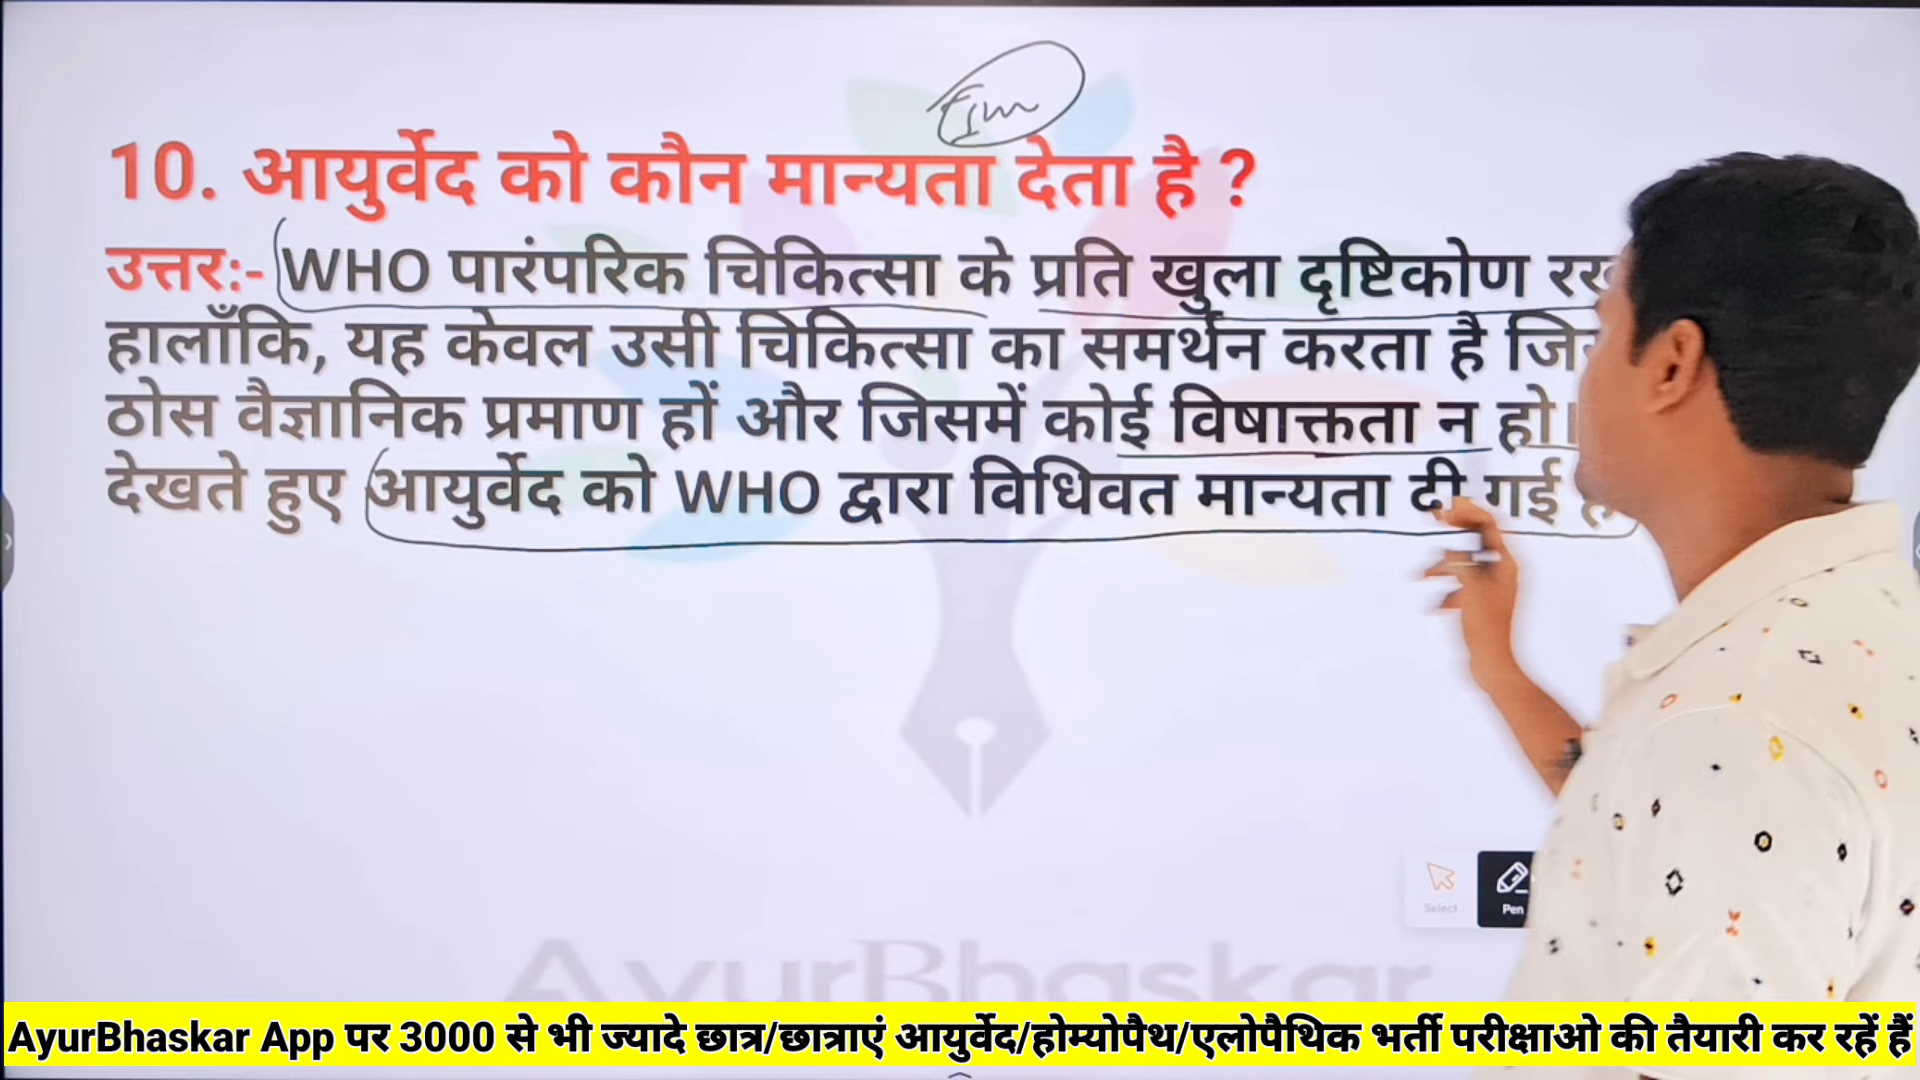 10. आयुर्वेद को कौन मान्यता देता है ?
उत्तर:- WHO पारंपरिक चिकित्सा के प्रति खुला दृष्टिकोण
हालाँकि, यह केवल उसी चिकित्सा का समर्थन करता है
ठोस वैज्ञानिक प्रमाण हों और जिसमें कोई विषाक्तता न हो।
देखते हुए आयुर्वेद को WHO द्वारा विधिवत मान्यता दी गई
Select
Pen
AyurBhaskar
AyurBhaskar App पर 3000 से भी ज्यादे छात्र/छात्राएं आयुर्वेद/होम्योपैथ/एलोपैथिक भर्ती परीक्षाओ की तैयारी कर रहें हैं